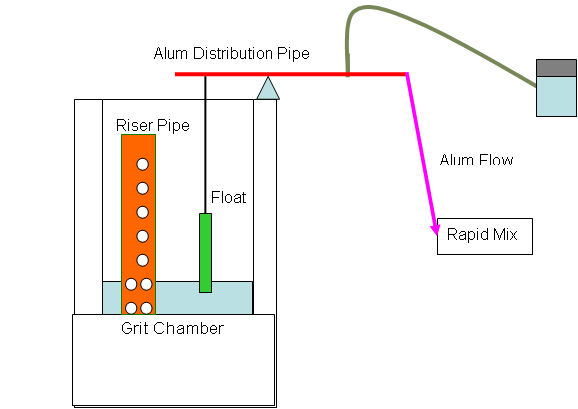 Alum Distribution Pipe
Riser Pipe
Float
Alum Flow
Rapid Mix
Grit Chamber